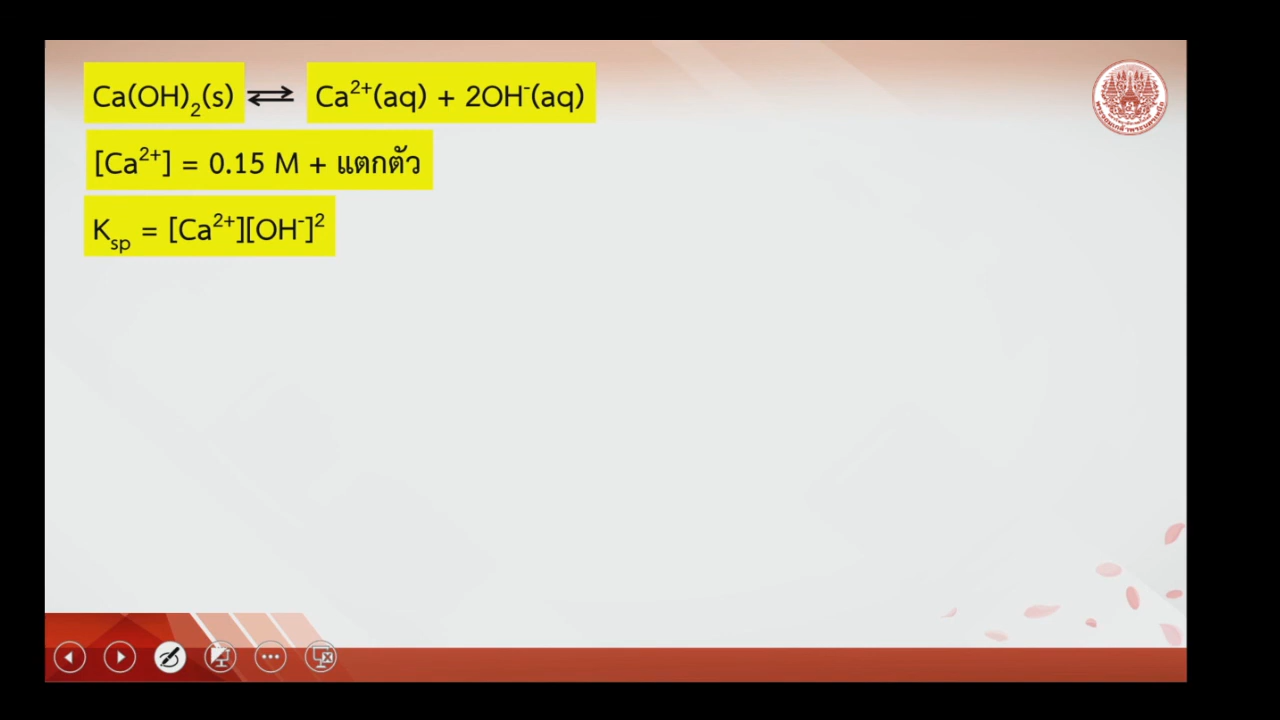 Ca(OH)₂(s) ⇌ Ca²⁺(aq) + 2OH⁻(aq)
[Ca²⁺] = 0.15 M + แตกตัว
Kₛₚ = [Ca²⁺][OH⁻]²